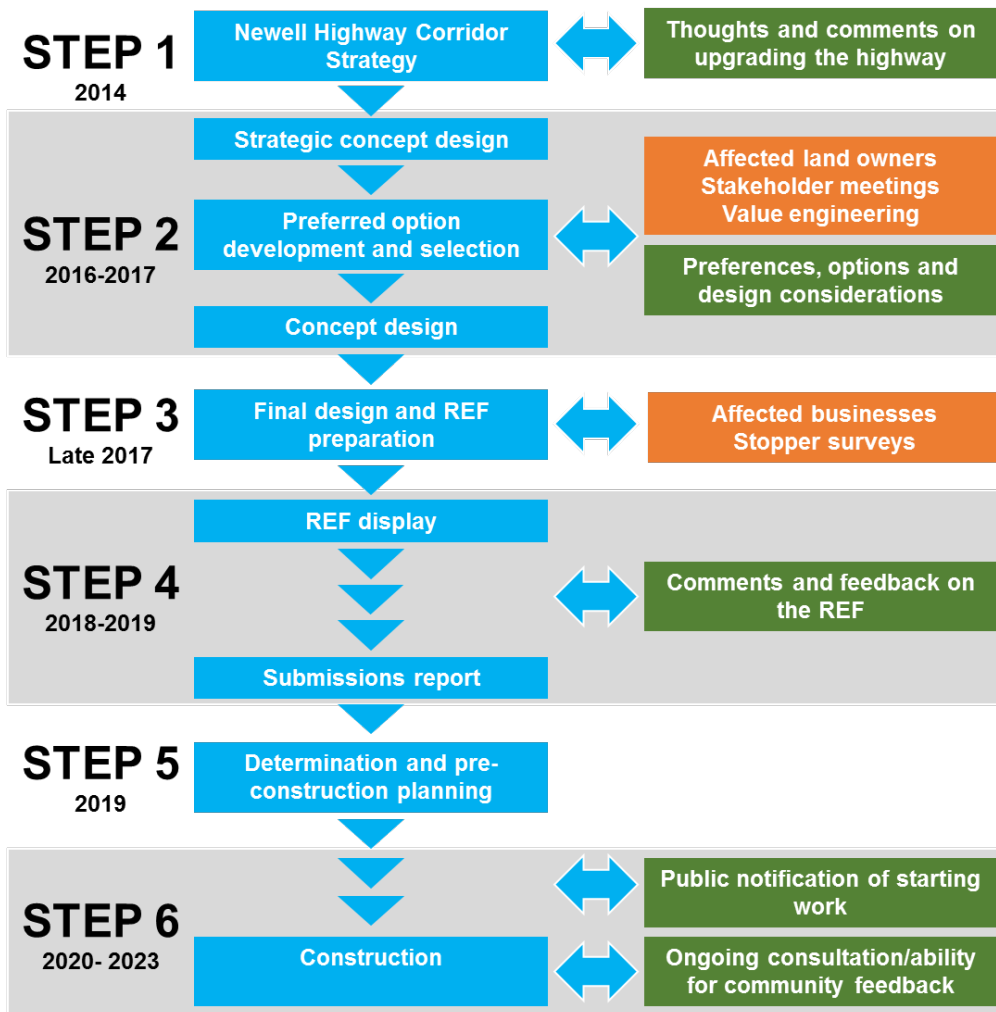 STEP 1
2014
Newell Highway Corridor
Strategy
Thoughts and comments on
upgrading the highway
STEP 2
2016-2017
Strategic concept design
Preferred option
development and selection
Concept design
Affected land owners
Stakeholder meetings
Value engineering
Preferences, options and
design considerations
STEP 3
Late 2017
Final design and REF
preparation
Affected businesses
Stopper surveys
STEP 4
2018-2019
REF display
Submissions report
Comments and feedback on
the REF
STEP 5
2019
Determination and pre-
construction planning
STEP 6
2020- 2023
Construction
Public notification of starting
work
Ongoing consultation/ability
for community feedback